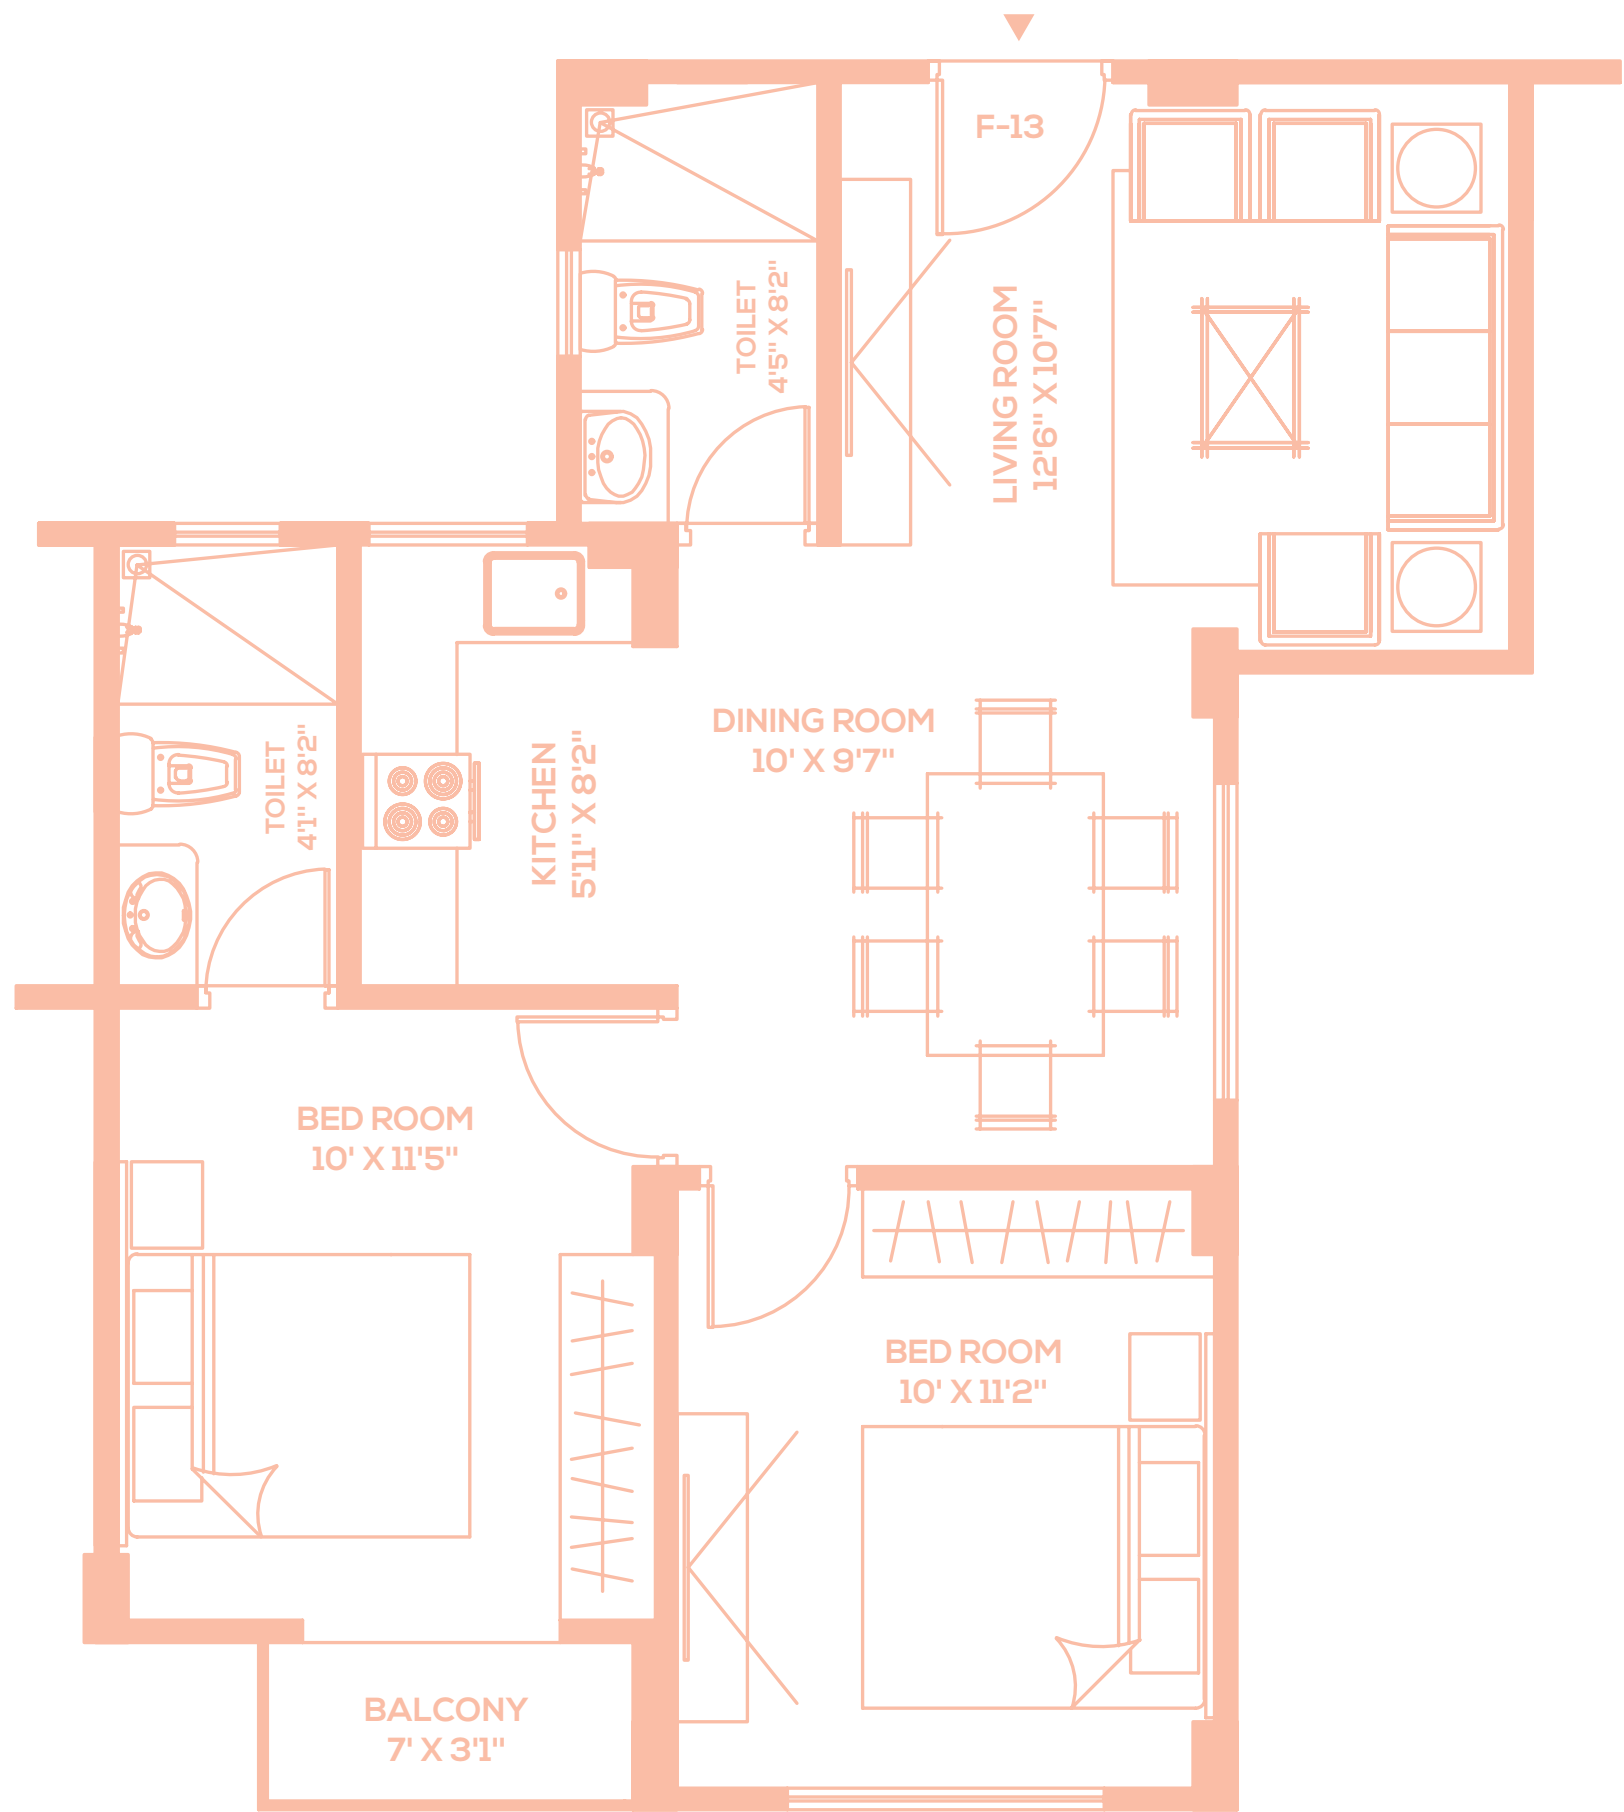 F-13
TOILET
4'5" X 8'2"
LIVING ROOM
12'6" X 10'7"
DINING ROOM
10' X 9'7"
TOILET
4'1" X 8'2"
KITCHEN
5'11" X 8'2"
BED ROOM
10' X 11'5"
BED ROOM
10' X 11'2"
BALCONY
7' X 3'1"